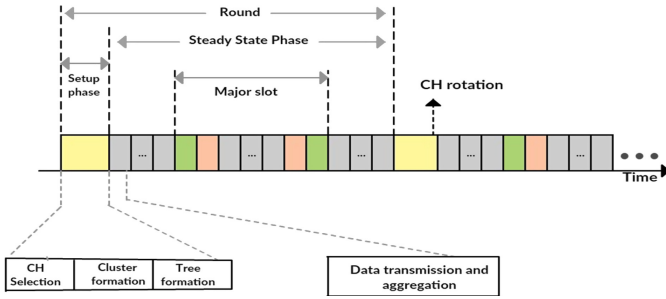 Round
Steady State Phase
Setup
phase
Major slot
CH rotation
...
...
...
...
...
...
Time
CH
Selection
Cluster
formation
Tree
formation
Data transmission and
aggregation